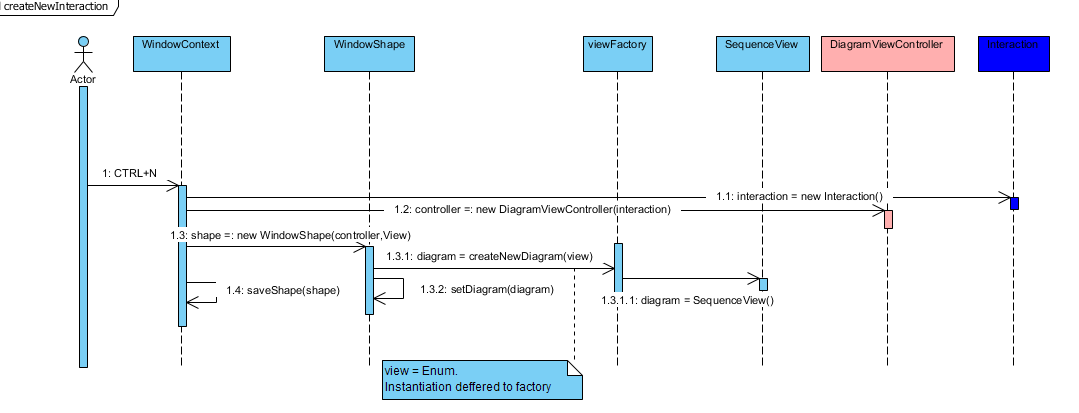 createNewInteraction
WindowContext
WindowShape
viewFactory
SequenceView
DiagramViewController
Interaction
Actor
1: CTRL+N
1.1: interaction = new Interaction()
1.2: controller =: new DiagramViewController(interaction)
1.3: shape =: new WindowShape(controller,View)
1.3.1: diagram = createNewDiagram(view)
1.4: saveShape(shape)
1.3.2: setDiagram(diagram)
1.3.1.1: diagram = SequenceView()
view = Enum.
Instantiation deffered to factory